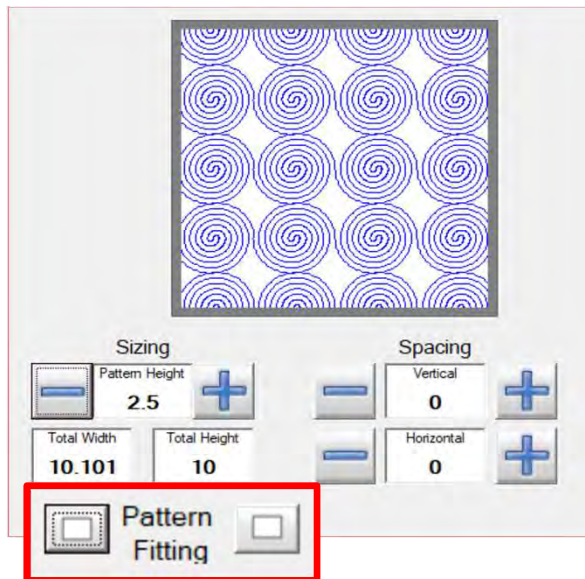 Sizing
Spacing
Pattern Height
2.5
Vertical
0
Total Width
10.101
Total Height
10
Horizontal
0
Pattern
Fitting